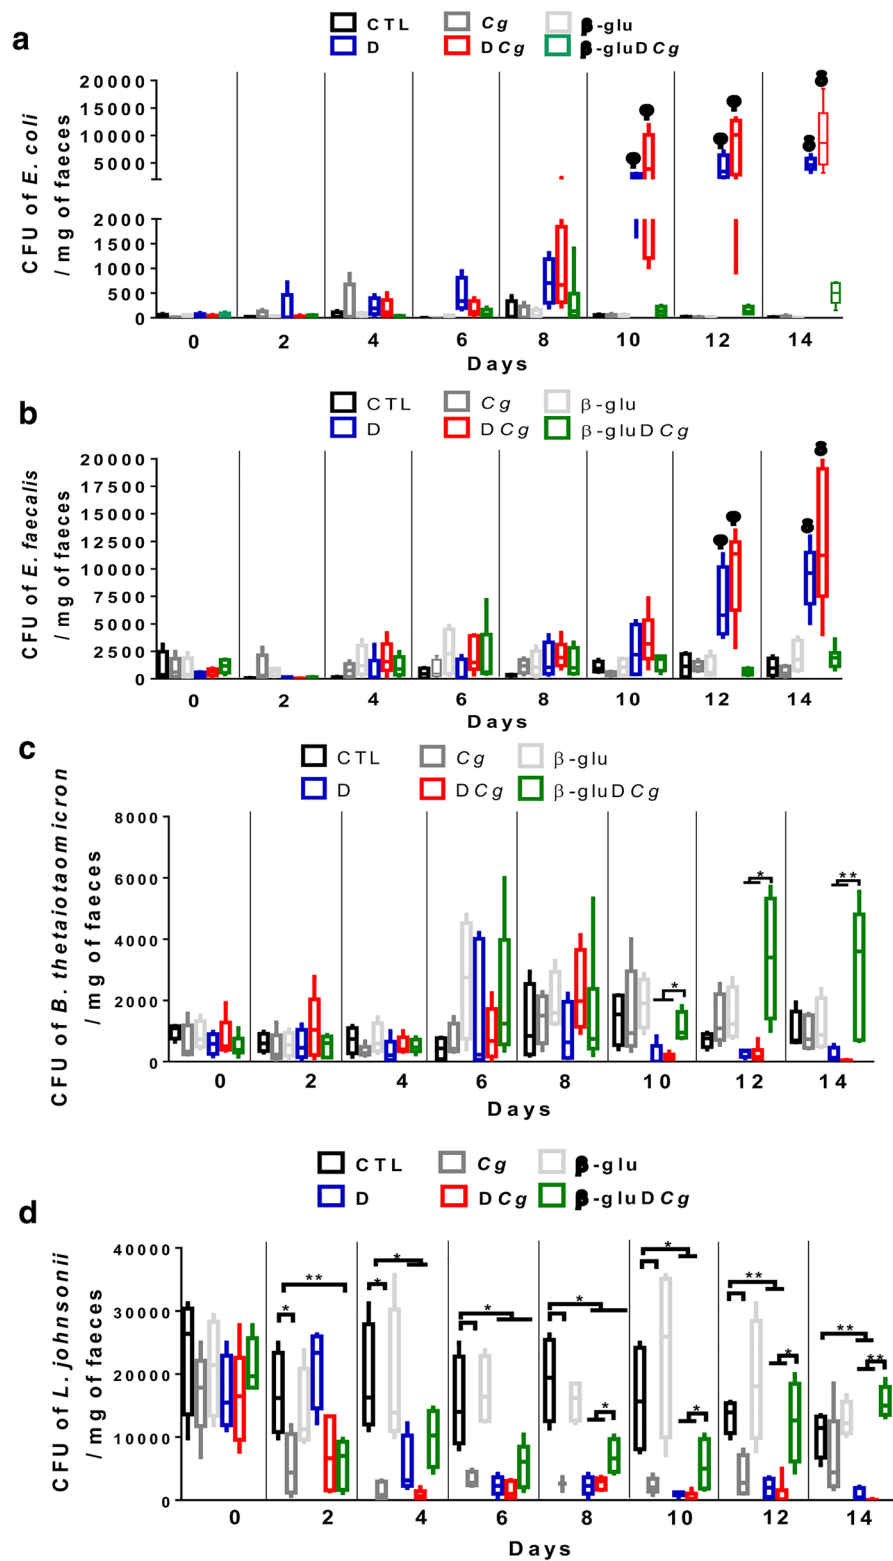 a
CTL Cg β-glu
D DCg β-gluDCg
CFU of E. coli
/ mg of faeces
20000
15000
10000
5000
2000
1500
1000
500
0
0 2 4 6 8 10 12 14
Days
b
CTL Cg β-glu
D DCg β-gluDCg
CFU of E. faecalis
/ mg of faeces
20000
17500
15000
12500
10000
7500
5000
2500
0
0 2 4 6 8 10 12 14
Days
c
CTL Cg β-glu
D DCg β-gluDCg
CFU of B. thetaiotaomicron
/ mg of faeces
8000
6000
4000
2000
0
* * **
0 2 4 6 8 10 12 14
Days
d
CTL Cg β-glu
D DCg β-gluDCg
CFU of L. johnsonii
/ mg of faeces
40000
30000
20000
10000
0
* ** * * * * * * * ** * ** **
0 2 4 6 8 10 12 14
Days